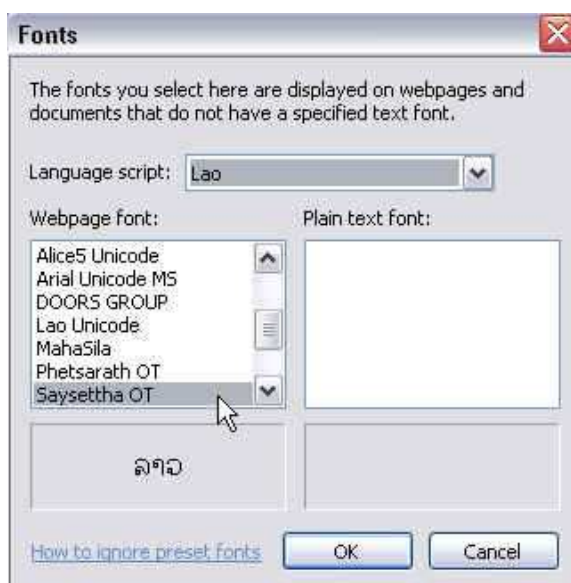 Fonts
The fonts you select here are displayed on webpages and
documents that do not have a specified text font.
Language script: Lao
Webpage font:
Plain text font:
Alice5 Unicode
Arial Unicode MS
DOORS GROUP
Lao Unicode
MahaSila
Phetsarath OT
Saysettha OT
ລາວ
How to ignore preset fonts
OK
Cancel